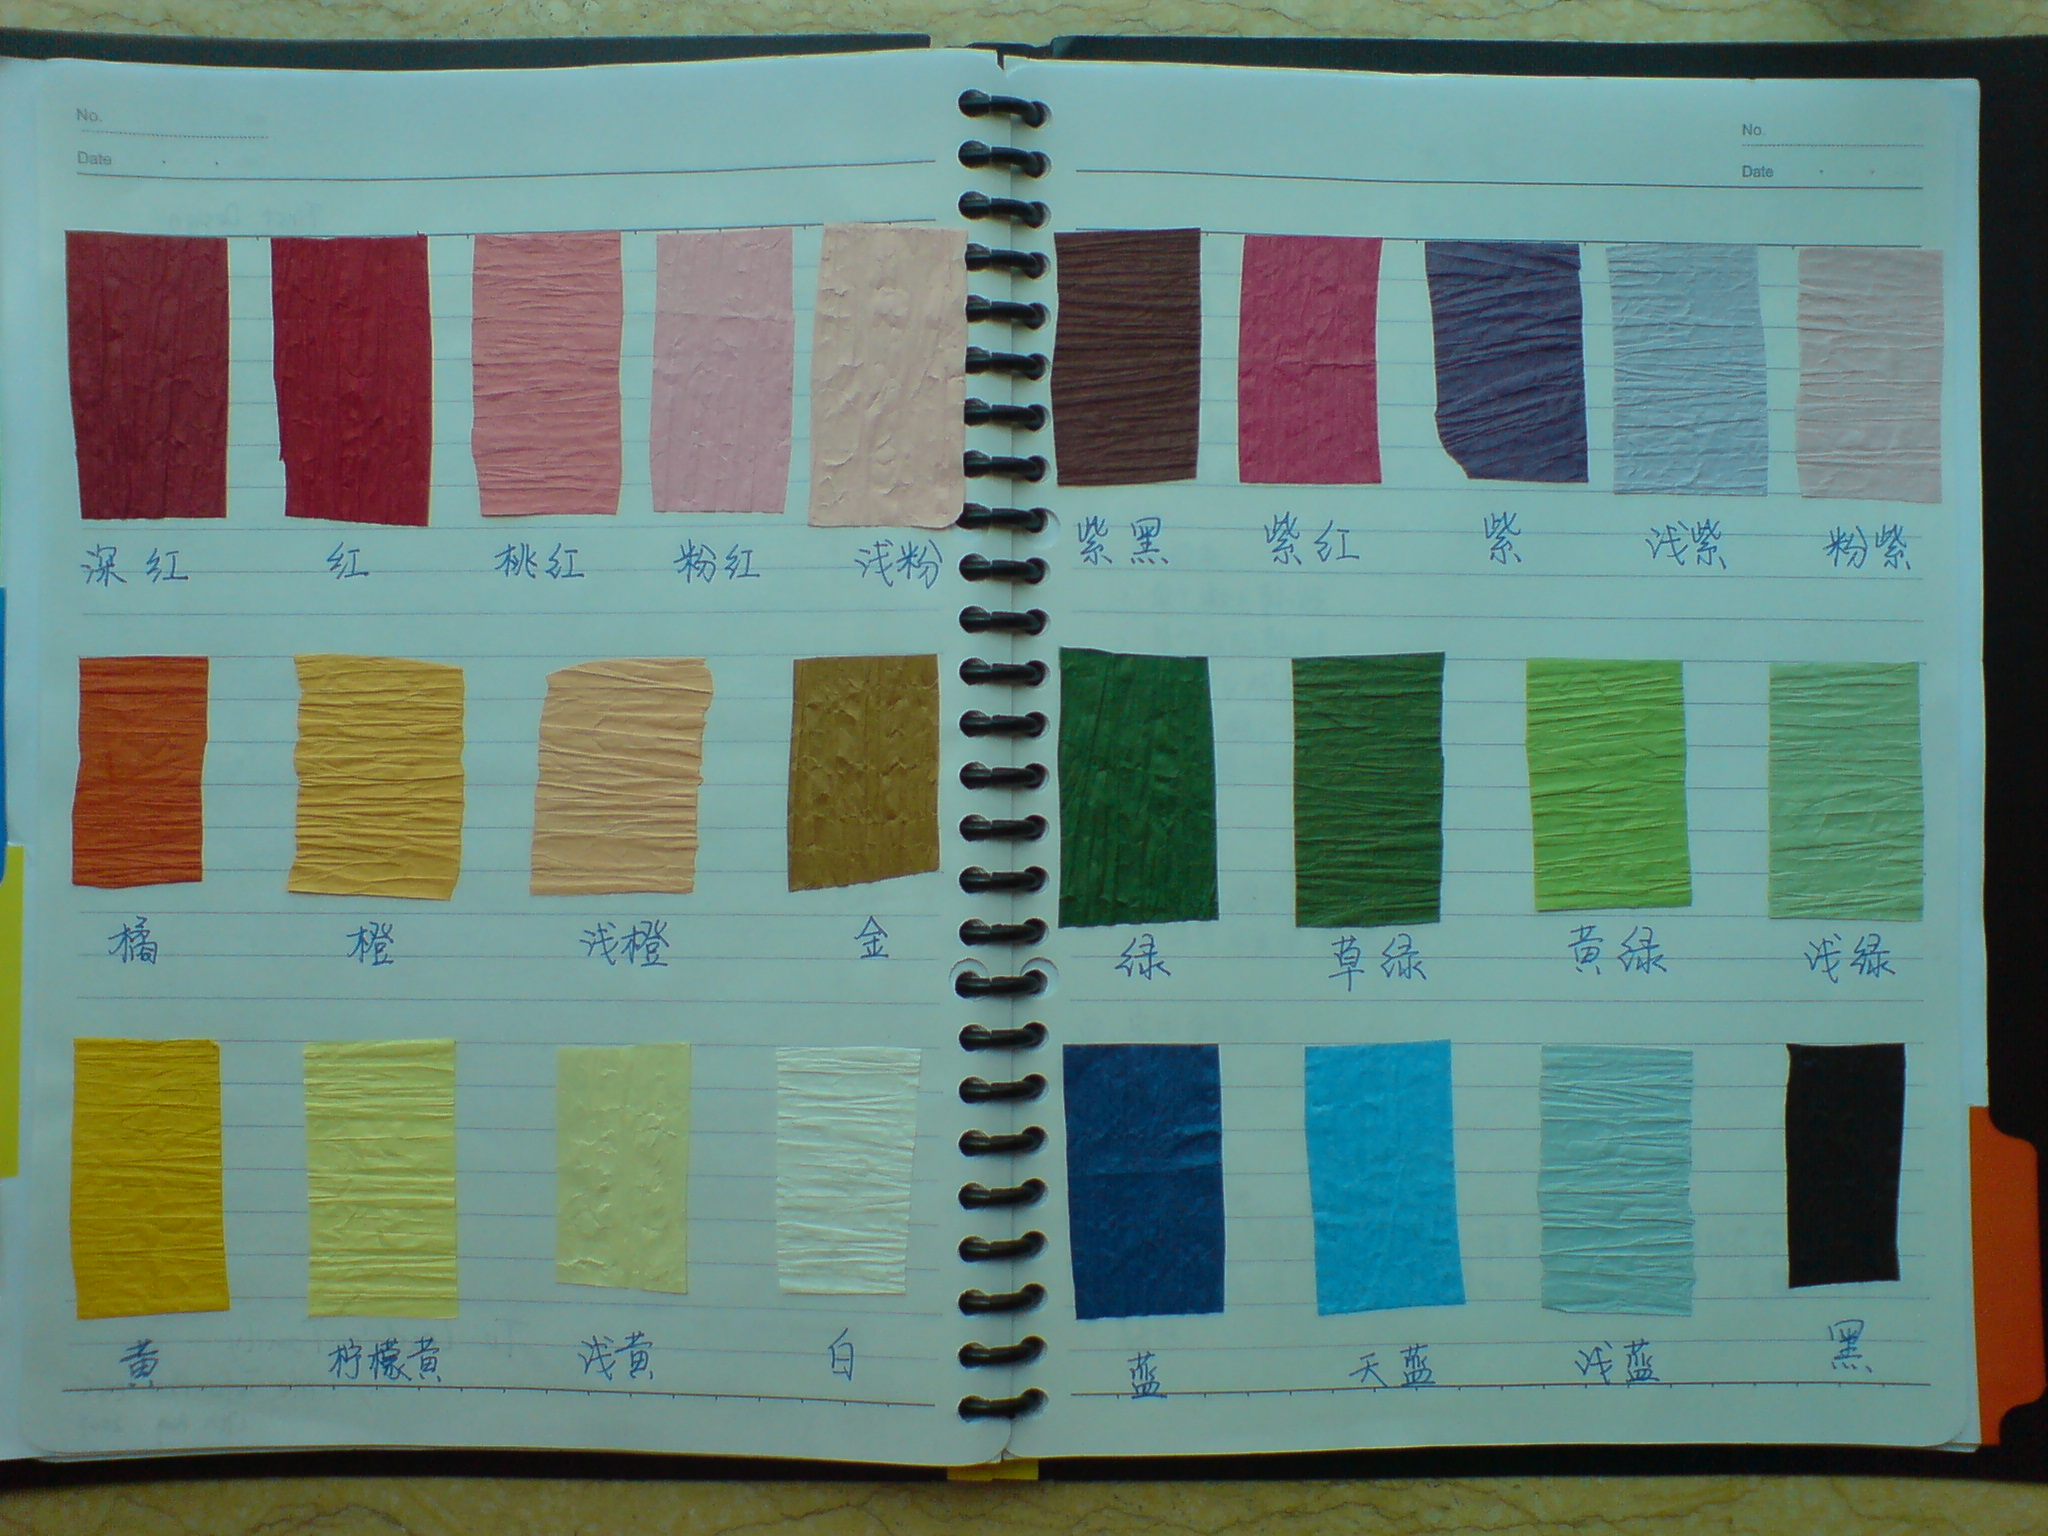 No.
Date
深红 红 桃红 粉红 浅粉
橘 橙 浅橙 金
黄 柠檬黄 浅黄 白
No.
Date
紫黑 紫红 紫 浅紫 粉紫
绿 草绿 黄绿 浅绿
蓝 天蓝 浅蓝 黑